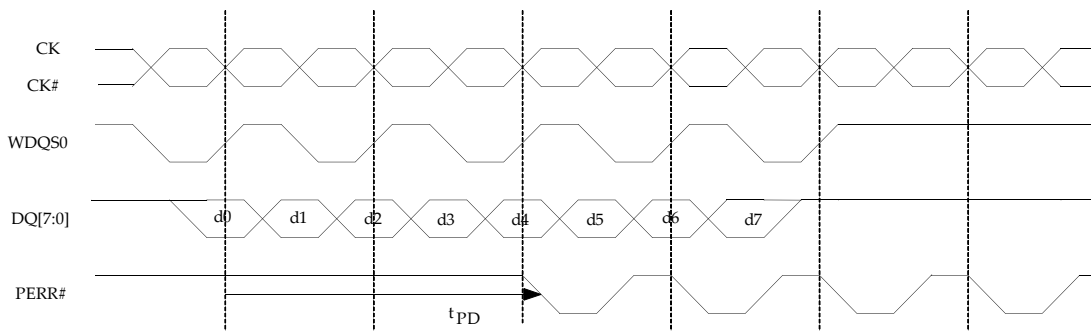 CK
CK#
WDQS0
DQ[7:0]
d0 d1 d2 d3 d4 d5 d6 d7
PERR#
tPD